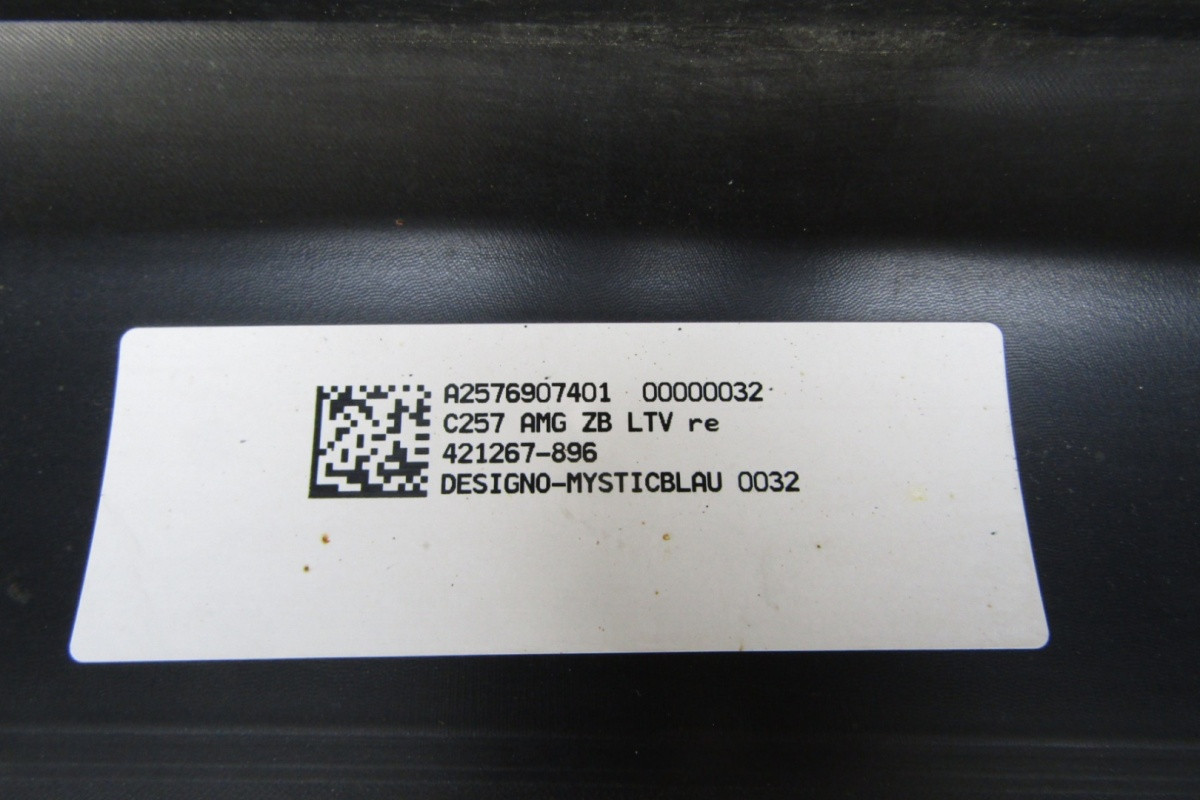 A2576907401 00000032
C257 AMG ZB LTV re
421267-896
DESIGNO-MYSTICBLAU 0032